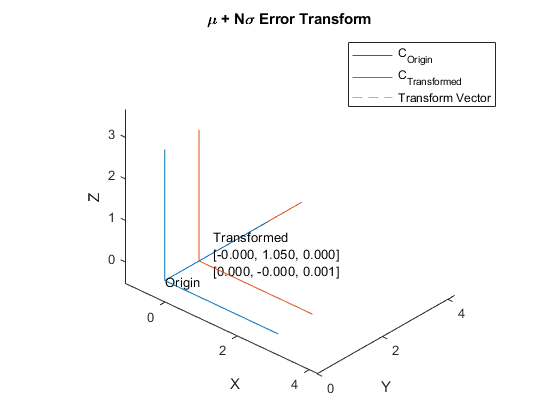 μ + Nσ Error Transform
C_Origin
C_Transformed
Transform Vector
3
2
1
0
Z
Transformed
[-0.000, 1.050, 0.000]
[0.000, -0.000, 0.001]
Origin
0
2
4
X
0
2
4
Y